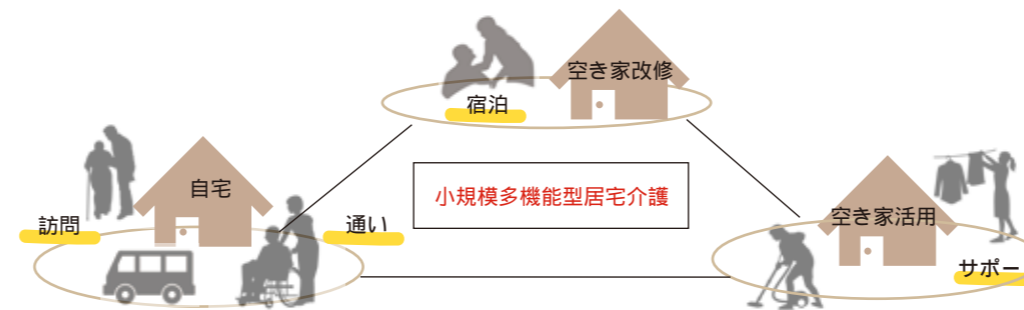 空き家改修
宿泊
小規模多機能型居宅介護
自宅
訪問
通い
空き家活用
サポー